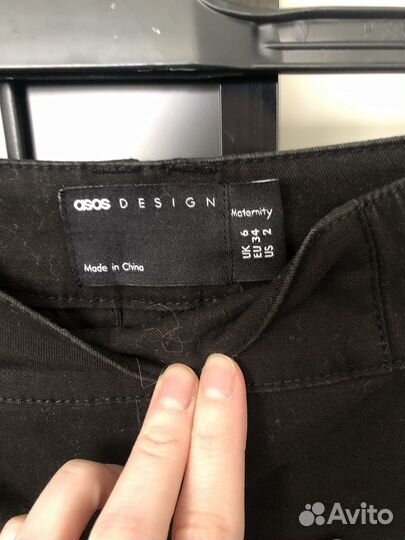 asos DESIGN
Maternity
Made in China
UK 6
EU 34
US 2
Avito